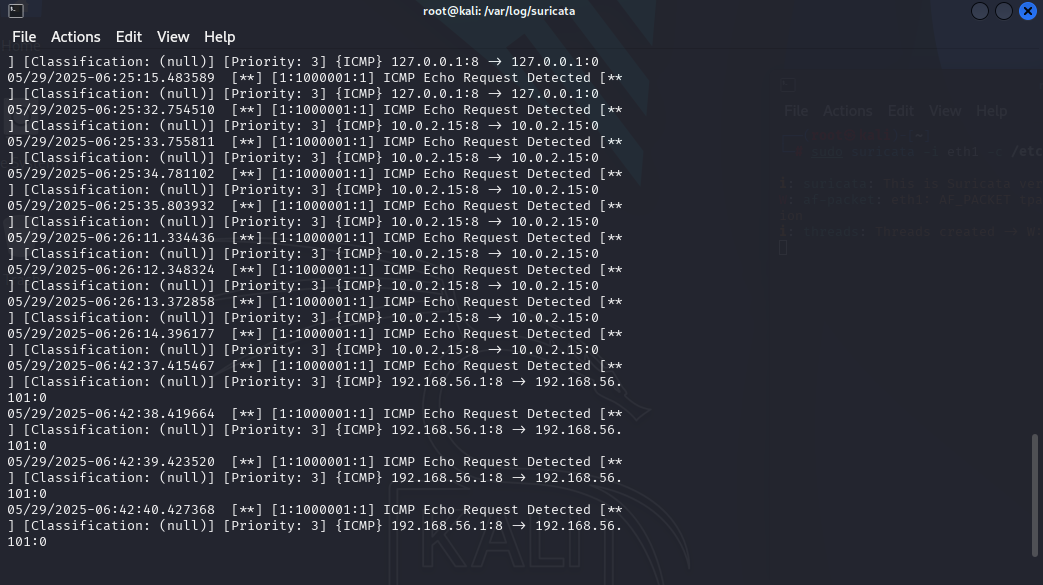 root@kali: /var/log/suricata
File Actions Edit View Help
] [Classification: (null)] [Priority: 3] {ICMP} 127.0.0.1:8 → 127.0.0.1:0
05/29/2025-06:25:15.483589  [**] [1:1000001:1] ICMP Echo Request Detected [**
] [Classification: (null)] [Priority: 3] {ICMP} 127.0.0.1:8 → 127.0.0.1:0
05/29/2025-06:25:32.754510  [**] [1:1000001:1] ICMP Echo Request Detected [**
] [Classification: (null)] [Priority: 3] {ICMP} 10.0.2.15:8 → 10.0.2.15:0
05/29/2025-06:25:33.755811  [**] [1:1000001:1] ICMP Echo Request Detected [**
] [Classification: (null)] [Priority: 3] {ICMP} 10.0.2.15:8 → 10.0.2.15:0
05/29/2025-06:25:34.781102  [**] [1:1000001:1] ICMP Echo Request Detected [**
] [Classification: (null)] [Priority: 3] {ICMP} 10.0.2.15:8 → 10.0.2.15:0
05/29/2025-06:25:35.803932  [**] [1:1000001:1] ICMP Echo Request Detected [**
] [Classification: (null)] [Priority: 3] {ICMP} 10.0.2.15:8 → 10.0.2.15:0
05/29/2025-06:26:11.334436  [**] [1:1000001:1] ICMP Echo Request Detected [**
] [Classification: (null)] [Priority: 3] {ICMP} 10.0.2.15:8 → 10.0.2.15:0
05/29/2025-06:26:12.348324  [**] [1:1000001:1] ICMP Echo Request Detected [**
] [Classification: (null)] [Priority: 3] {ICMP} 10.0.2.15:8 → 10.0.2.15:0
05/29/2025-06:26:13.372858  [**] [1:1000001:1] ICMP Echo Request Detected [**
] [Classification: (null)] [Priority: 3] {ICMP} 10.0.2.15:8 → 10.0.2.15:0
05/29/2025-06:26:14.396177  [**] [1:1000001:1] ICMP Echo Request Detected [**
] [Classification: (null)] [Priority: 3] {ICMP} 10.0.2.15:8 → 10.0.2.15:0
05/29/2025-06:42:37.415467  [**] [1:1000001:1] ICMP Echo Request Detected [**
] [Classification: (null)] [Priority: 3] {ICMP} 192.168.56.1:8 → 192.168.56.
101:0
05/29/2025-06:42:38.419664  [**] [1:1000001:1] ICMP Echo Request Detected [**
] [Classification: (null)] [Priority: 3] {ICMP} 192.168.56.1:8 → 192.168.56.
101:0
05/29/2025-06:42:39.423520  [**] [1:1000001:1] ICMP Echo Request Detected [**
] [Classification: (null)] [Priority: 3] {ICMP} 192.168.56.1:8 → 192.168.56.
101:0
05/29/2025-06:42:40.427368  [**] [1:1000001:1] ICMP Echo Request Detected [**
] [Classification: (null)] [Priority: 3] {ICMP} 192.168.56.1:8 → 192.168.56.
101:0
File Actions Edit View Help
sudo suricata -i eth1 /etc
i: suricata: This is Suricata
af-packet: eth1: AF_PACKET
i: threads: Threads created →
KALI